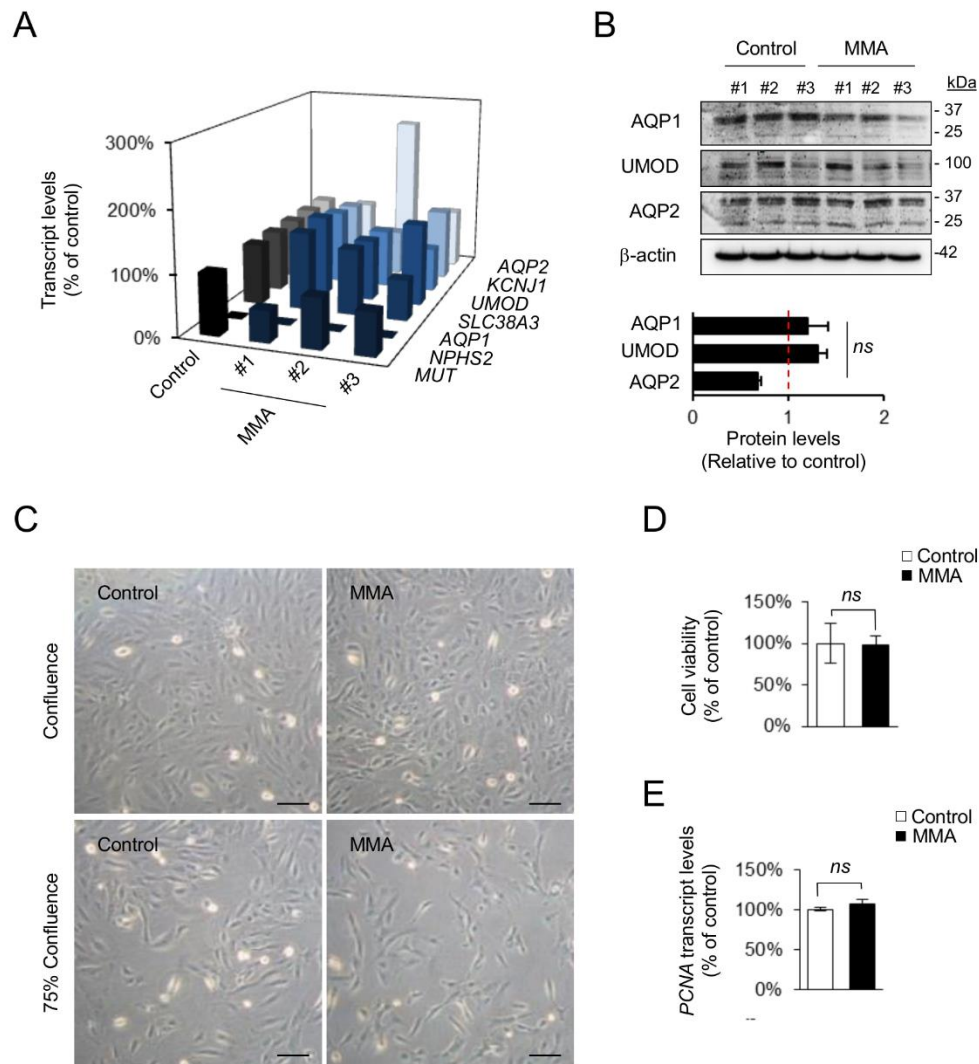 A
300%
200%
100%
0%
Transcript levels
(% of control)
Control
#1
#2
#3
MMA
AQP2
KCNJ1
UMOD
SLC38A3
AQP1
NPHS2
MUT
B
Control MMA
#1 #2 #3 #1 #2 #3 kDa
AQP1 - 37
- 25
UMOD - 100
AQP2 - 37
- 25
β-actin -42
AQP1
UMOD
AQP2
ns
0 1 2
Protein levels
(Relative to control)
C
Control MMA
Confluence
Control MMA
75% Confluence
D
Control
MMA
ns
150%
100%
50%
0%
Cell viability
(% of control)
E
Control
MMA
ns
150%
100%
50%
0%
PCNA transcript levels
(% of control)